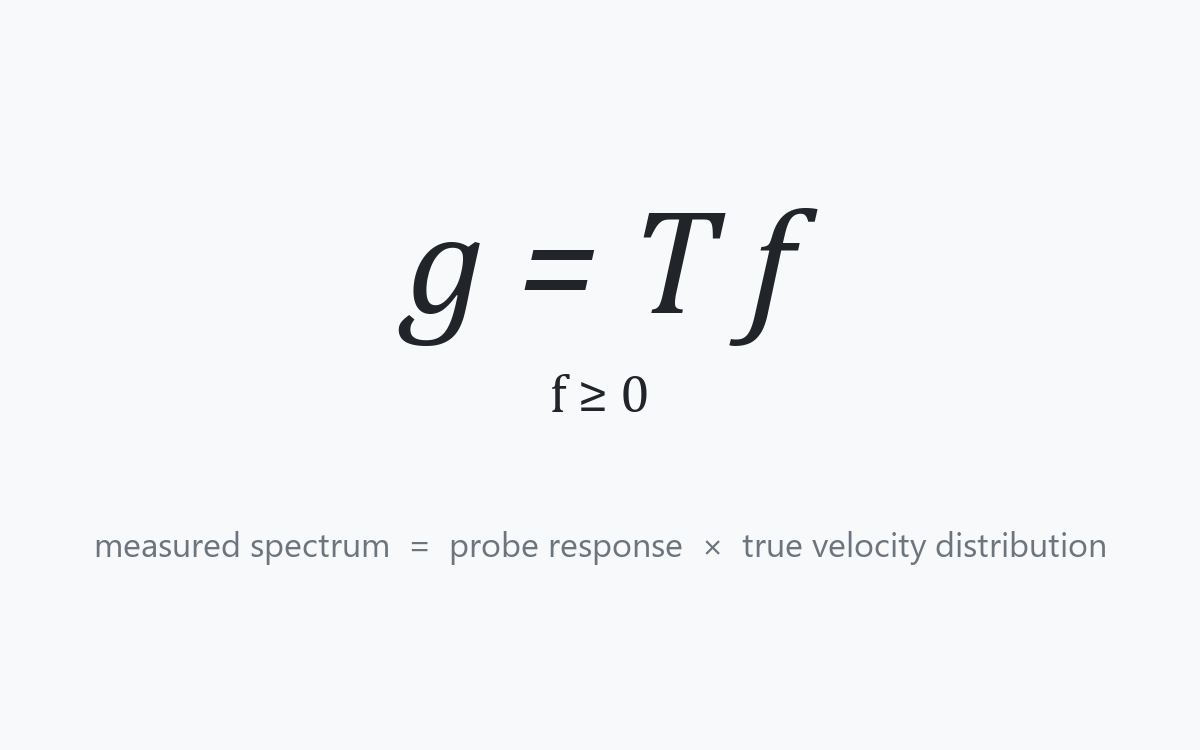 g = T f
f ≥ 0
measured spectrum = probe response × true velocity distribution